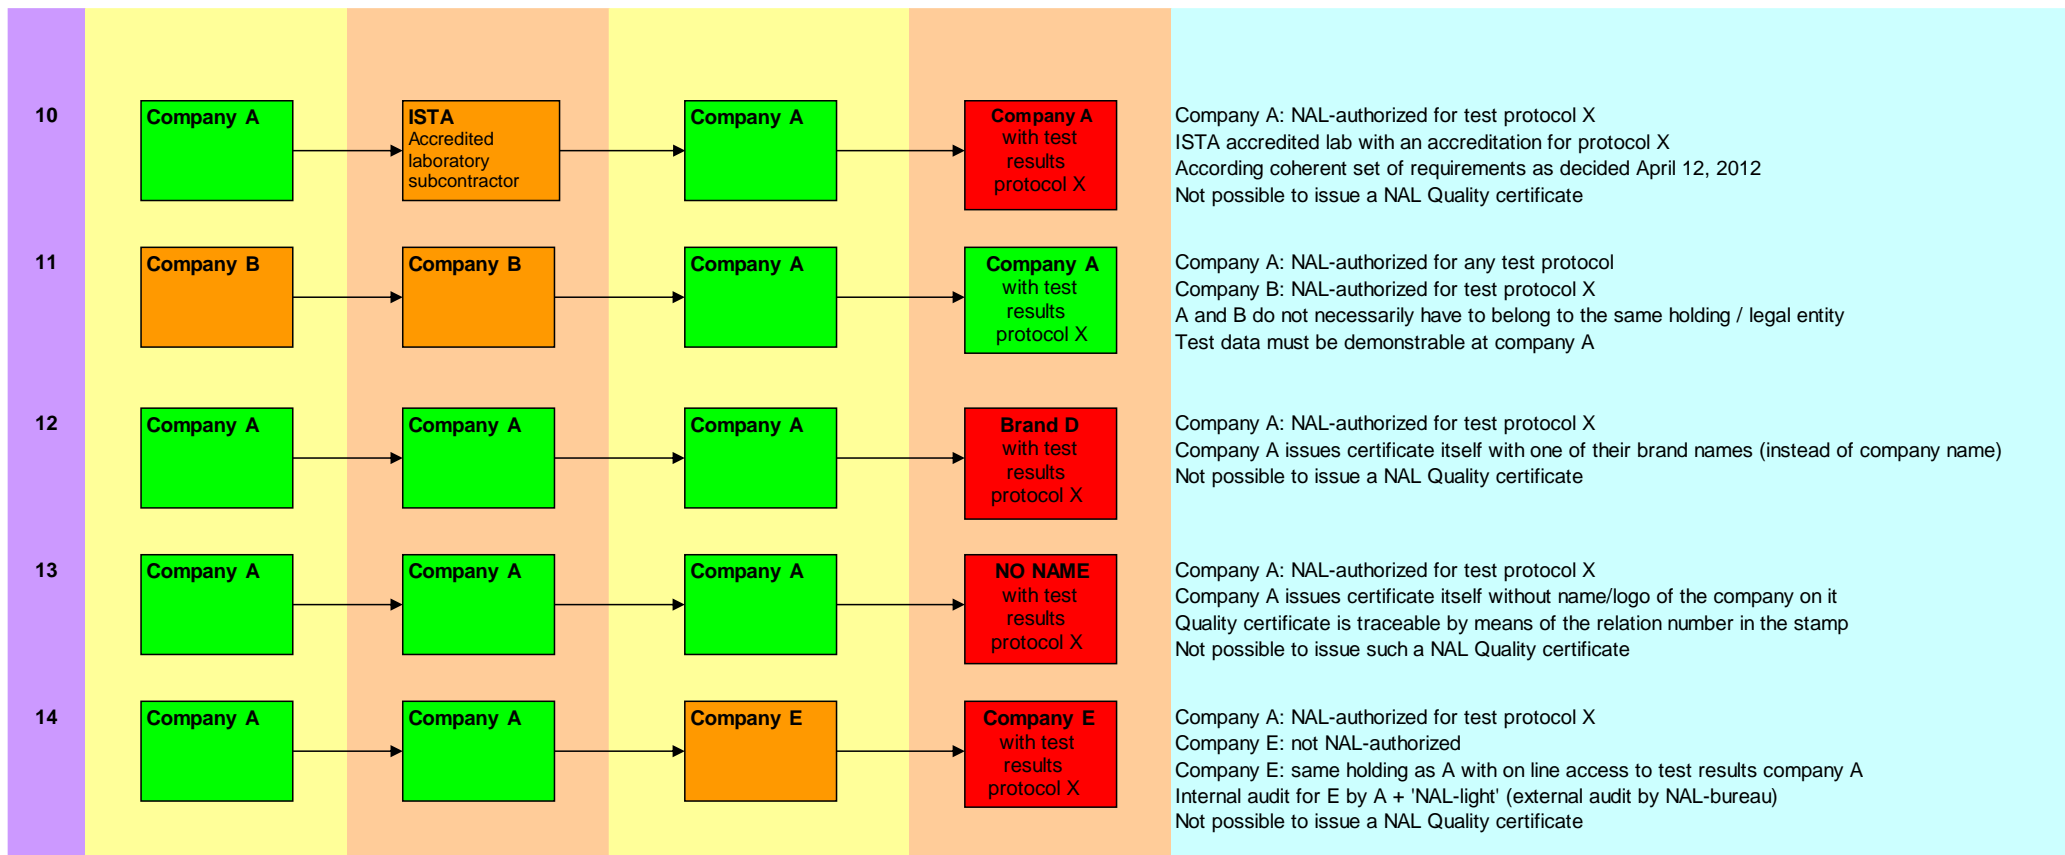 10
Company A
ISTA
Accredited
laboratory
subcontractor
Company A
Company A
with test
results
protocol X
Company A: NAL-authorized for test protocol X
ISTA accredited lab with an accreditation for protocol X
According coherent set of requirements as decided April 12, 2012
Not possible to issue a NAL Quality certificate
11
Company B
Company B
Company A
Company A
with test
results
protocol X
Company A: NAL-authorized for any test protocol
Company B: NAL-authorized for test protocol X
A and B do not necessarily have to belong to the same holding / legal entity
Test data must be demonstrable at company A
12
Company A
Company A
Company A
Brand D
with test
results
protocol X
Company A: NAL-authorized for test protocol X
Company A issues certificate itself with one of their brand names (instead of company name)
Not possible to issue a NAL Quality certificate
13
Company A
Company A
Company A
NO NAME
with test
results
protocol X
Company A: NAL-authorized for test protocol X
Company A issues certificate itself without name/logo of the company on it
Quality certificate is traceable by means of the relation number in the stamp
Not possible to issue such a NAL Quality certificate
14
Company A
Company A
Company E
Company E
with test
results
protocol X
Company A: NAL-authorized for test protocol X
Company E: not NAL-authorized
Company E: same holding as A with on line access to test results company A
Internal audit for E by A + 'NAL-light' (external audit by NAL-bureau)
Not possible to issue a NAL Quality certificate